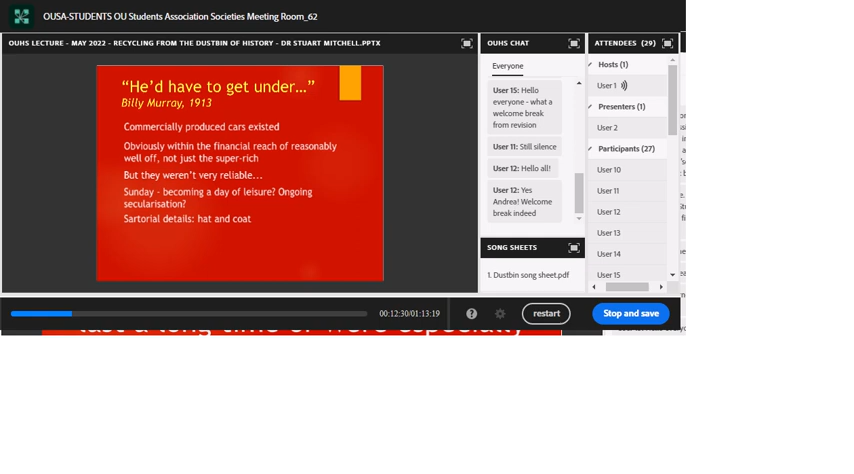 OUSA-STUDENTS OU Students Association Societies Meeting Room_62
OUHS LECTURE - MAY 2022 - RECYCLING FROM THE DUSTBIN OF HISTORY - DR STUART MITCHELL.PPTX
“He’d have to get under…”
Billy Murray, 1913
Commercially produced cars existed
Obviously within the financial reach of reasonably
well off, not just the super-rich
But they weren’t very reliable…
Sunday - becoming a day of leisure? Ongoing
secularisation?
Sartorial details: hat and coat
OUHS CHAT
Everyone
User 15: Hello
everyone - what a
welcome break
from revision
User 11: Still silence
User 12: Hello all!
User 12: Yes
Andrea! Welcome
break indeed
SONG SHEETS
1. Dustbin song sheet.pdf
ATTENDEES (29)
Hosts (1)
User 1
Presenters (1)
User 2
Participants (27)
User 10
User 11
User 12
User 13
User 14
User 15
00:12:30/01:13:19
?
restart
Stop and save